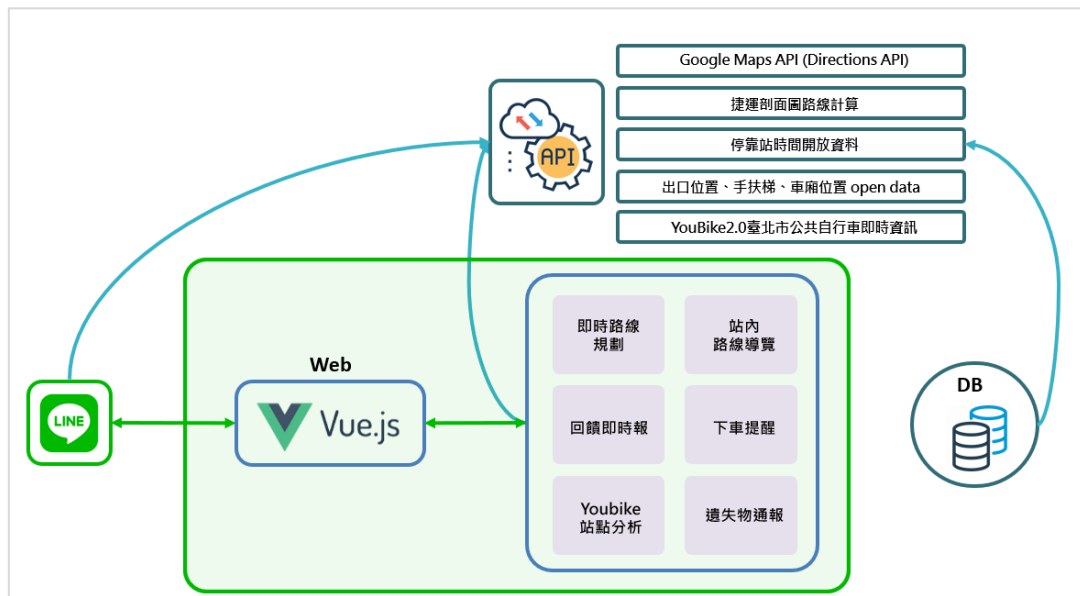 Google Maps API (Directions API)
捷運剖面圖路線計算
API
停靠站時間開放資料
出口位置、手扶梯、車廂位置 open data
YouBike2.0臺北市公共自行車即時資訊
即時路線
規劃
站內
路線導覽
Web
DB
LINE
Vue.js
回饋即時報
下車提醒
Youbike
站點分析
遺失物通報